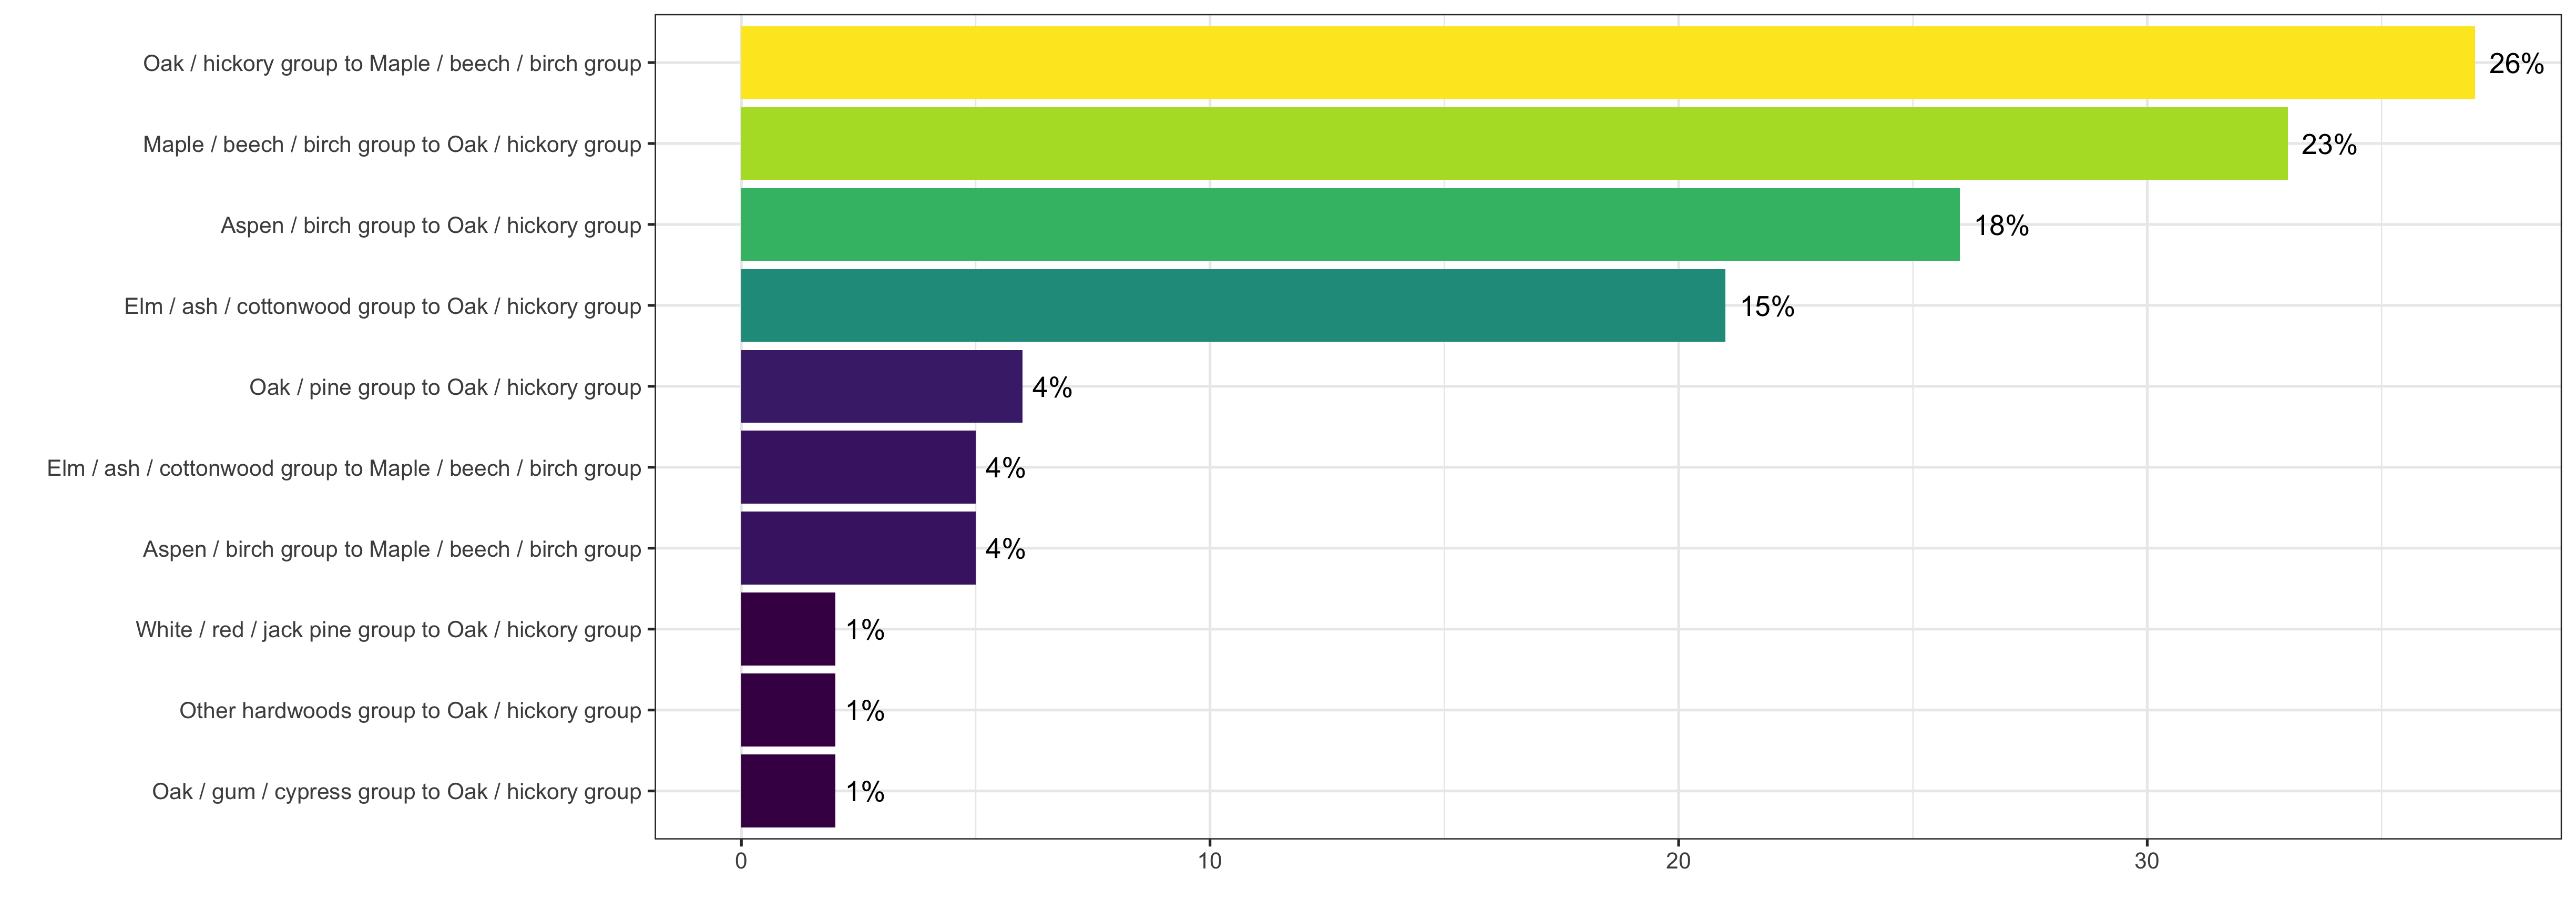 Oak / hickory group to Maple / beech / birch group 26%
Maple / beech / birch group to Oak / hickory group 23%
Aspen / birch group to Oak / hickory group 18%
Elm / ash / cottonwood group to Oak / hickory group 15%
Oak / pine group to Oak / hickory group 4%
Elm / ash / cottonwood group to Maple / beech / birch group 4%
Aspen / birch group to Maple / beech / birch group 4%
White / red / jack pine group to Oak / hickory group 1%
Other hardwoods group to Oak / hickory group 1%
Oak / gum / cypress group to Oak / hickory group 1%
0 10 20 30